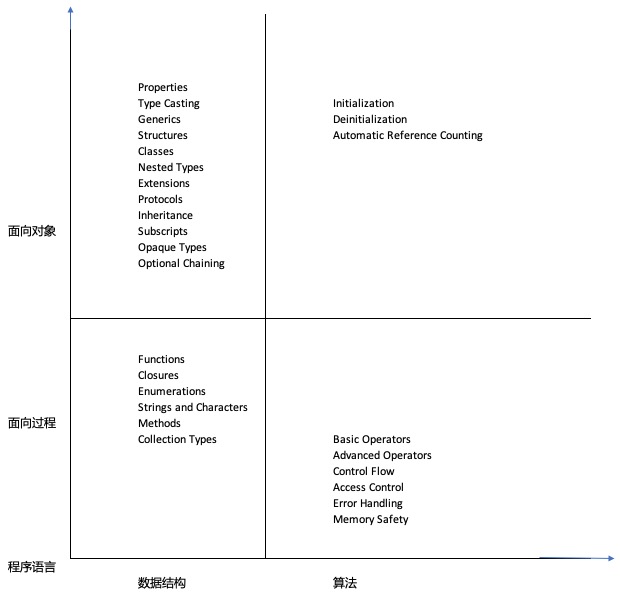 Properties
Type Casting
Generics
Structures
Classes
Nested Types
Extensions
Protocols
Inheritance
Subscripts
Opaque Types
Optional Chaining
Initialization
Deinitialization
Automatic Reference Counting
面向对象
Functions
Closures
Enumerations
Strings and Characters
Methods
Collection Types
面向过程
Basic Operators
Advanced Operators
Control Flow
Access Control
Error Handling
Memory Safety
程序语言
数据结构
算法